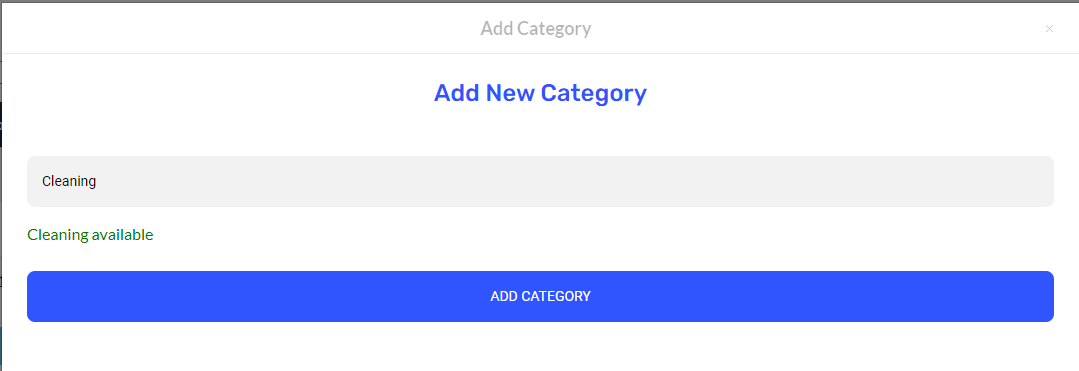 Add Category
×
Add New Category
Cleaning
Cleaning available
ADD CATEGORY